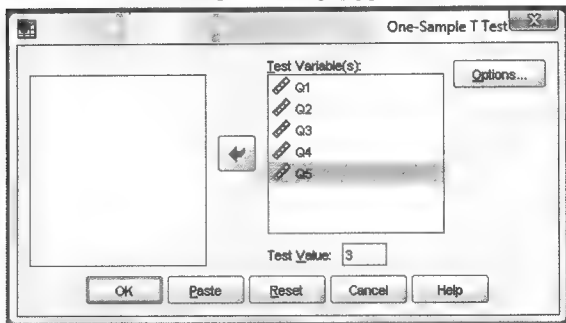 One-Sample T Test
Test Variable(s):
Options...
Q1
Q2
Q3
Q4
Q5
Test Value: 3
OK Paste Reset Cancel Help